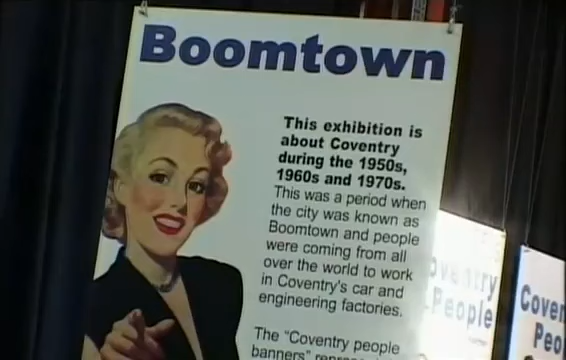 Boomtown
This exhibition is
about Coventry
during the 1950s,
1960s and 1970s.
This was a period when
the city was known as
Boomtown and people
were coming from all
over the world to work
in Coventry's car and
engineering factories.
The "Coventry people
banners"
Coventry
People
Coven
Peo